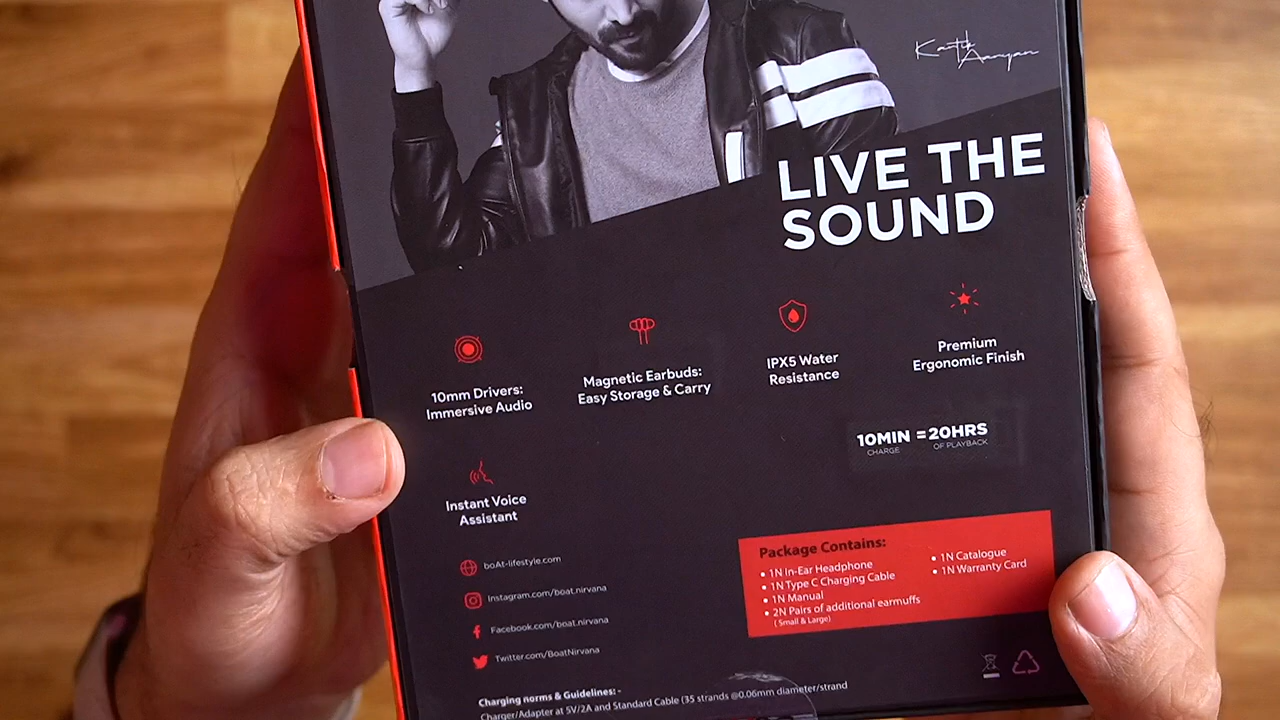 Kartik Aaryan
LIVE THE
SOUND
10mm Drivers:
Immersive Audio
Magnetic Earbuds:
Easy Storage & Carry
IPX5 Water
Resistance
Premium
Ergonomic Finish
10MIN = 20HRS
CHARGE OF PLAYBACK
Instant Voice
Assistant
boAt-lifestyle.com
Instagram.com/boat.nirvana
Facebook.com/boat.nirvana
Twitter.com/BoatNirvana
Package Contains:
• 1N In-Ear Headphone
• 1N Type C Charging Cable
• 1N Manual
• 2N Pairs of additional earmuffs
( Small & Large)
• 1N Catalogue
• 1N Warranty Card
Charging norms & Guidelines: -
Charger/Adapter at 5V/2A and Standard Cable (35 strands @0.06mm diameter/strand